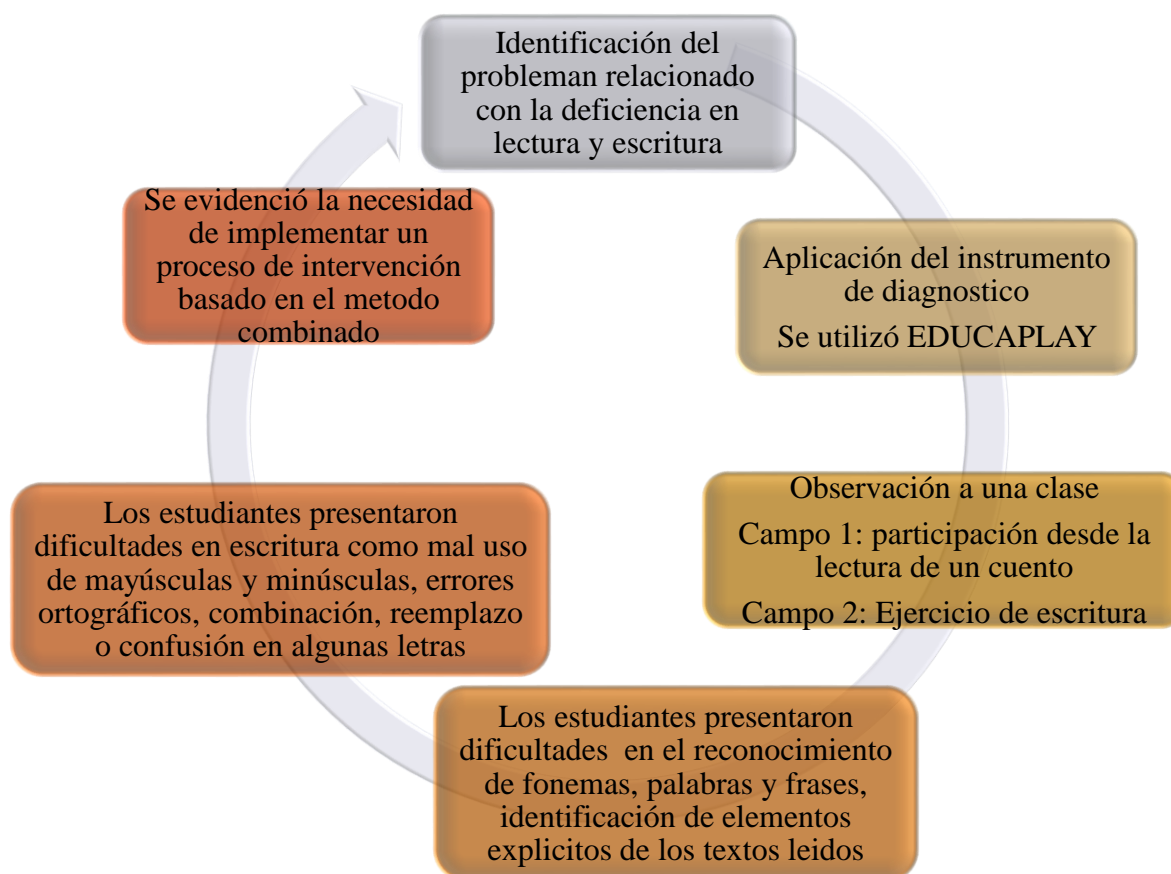 Identificación del
probleman relacionado
con la deficiencia en
lectura y escritura
Aplicación del instrumento
de diagnostico
Se utilizó EDUCAPLAY
Observación a una clase
Campo 1: participación desde la
lectura de un cuento
Campo 2: Ejercicio de escritura
Los estudiantes presentaron
dificultades en el reconocimiento
de fonemas, palabras y frases,
identificación de elementos
explicitos de los textos leidos
Los estudiantes presentaron
dificultades en escritura como mal uso
de mayúsculas y minúsculas, errores
ortográficos, combinación, reemplazo
o confusión en algunas letras
Se evidenció la necesidad
de implementar un
proceso de intervención
basado en el metodo
combinado